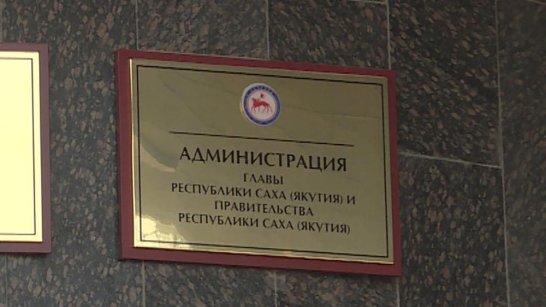 АДМИНИСТРАЦИЯ
ГЛАВЫ
РЕСПУБЛИКИ САХА (ЯКУТИЯ) И
ПРАВИТЕЛЬСТВА
РЕСПУБЛИКИ САХА (ЯКУТИЯ)